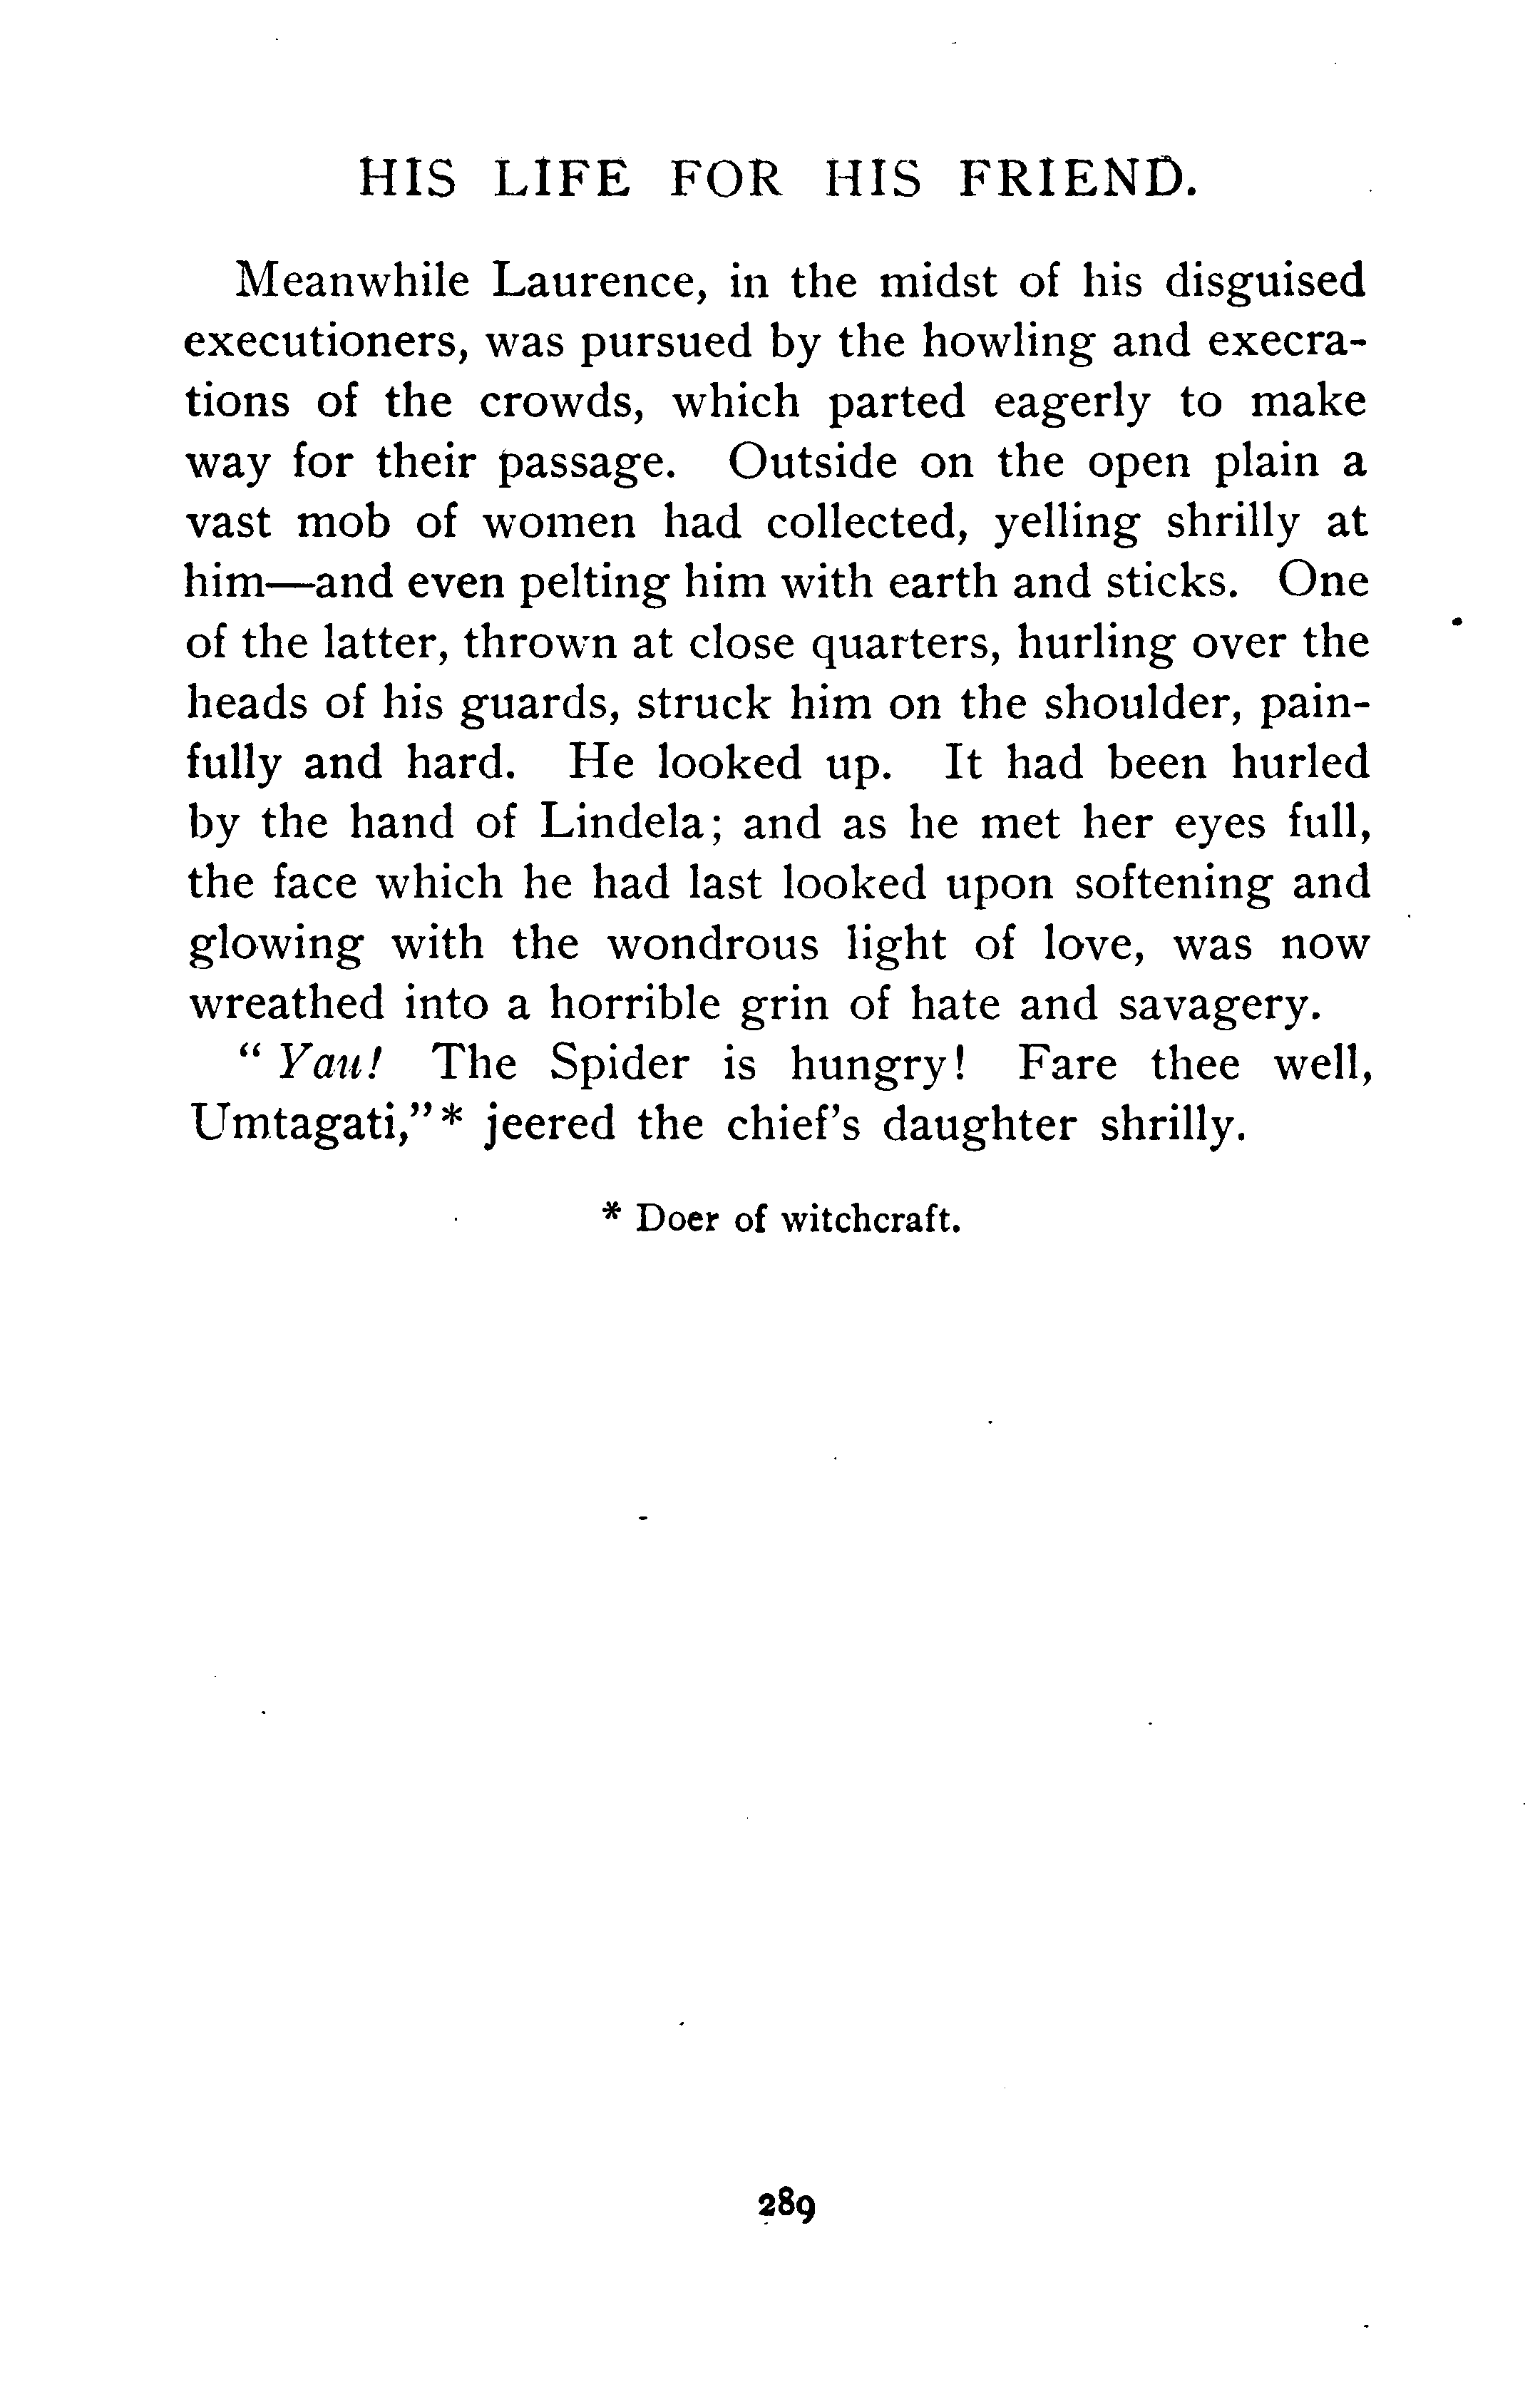 HIS LIFE FOR HIS FRIEND.
Meanwhile Laurence, in the midst of his disguised
executioners, was pursued by the howling and execra-
tions of the crowds, which parted eagerly to make
way for their passage. Outside on the open plain a
vast mob of women had collected, yelling shrilly at
him—and even pelting him with earth and sticks. One
of the latter, thrown at close quarters, hurling over the
heads of his guards, struck him on the shoulder, pain-
fully and hard. He looked up. It had been hurled
by the hand of Lindela; and as he met her eyes full,
the face which he had last looked upon softening and
glowing with the wondrous light of love, was now
wreathed into a horrible grin of hate and savagery.
“Yau! The Spider is hungry! Fare thee well,
Umtagati,”* jeered the chief’s daughter shrilly.
* Doer of witchcraft.
289